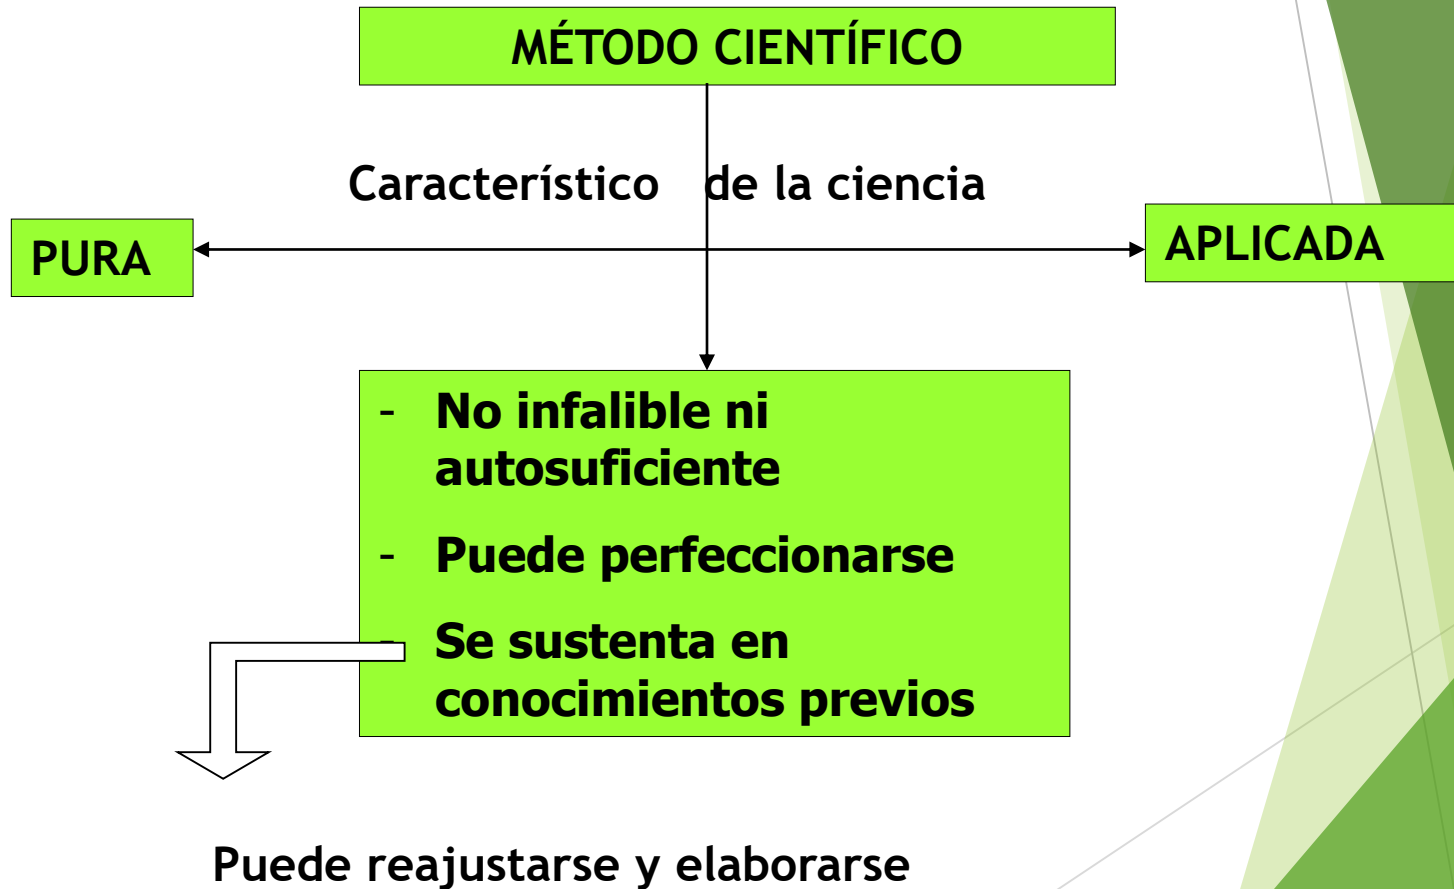 MÉTODO CIENTÍFICO
Característico de la ciencia
PURA
APLICADA
- No infalible ni
autosuficiente
- Puede perfeccionarse
- Se sustenta en
conocimientos previos
Puede reajustarse y elaborarse